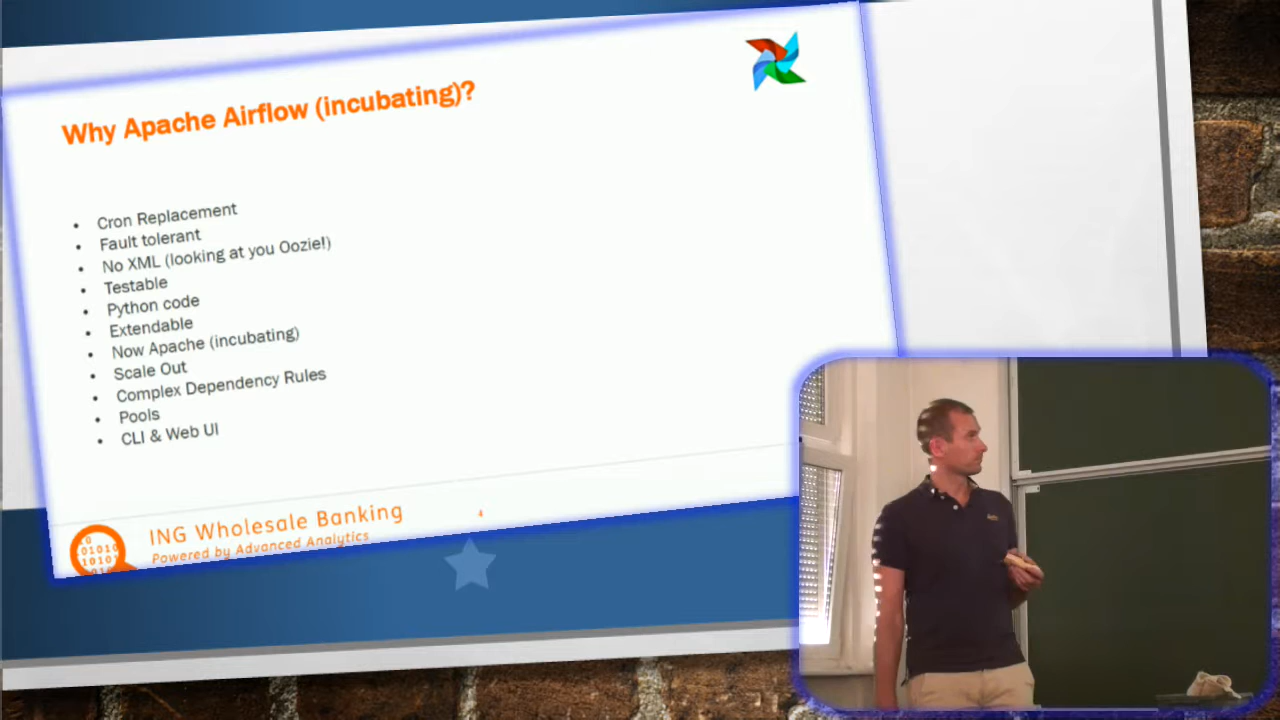 Why Apache Airflow (incubating)?
• Cron Replacement
• Fault tolerant
• No XML (looking at you Oozie!)
• Testable
• Python code
• Extendable
• Now Apache (incubating)
• Scale Out
• Complex Dependency Rules
• Pools
• CLI & Web UI
ING Wholesale Banking
Powered by Advanced Analytics
4